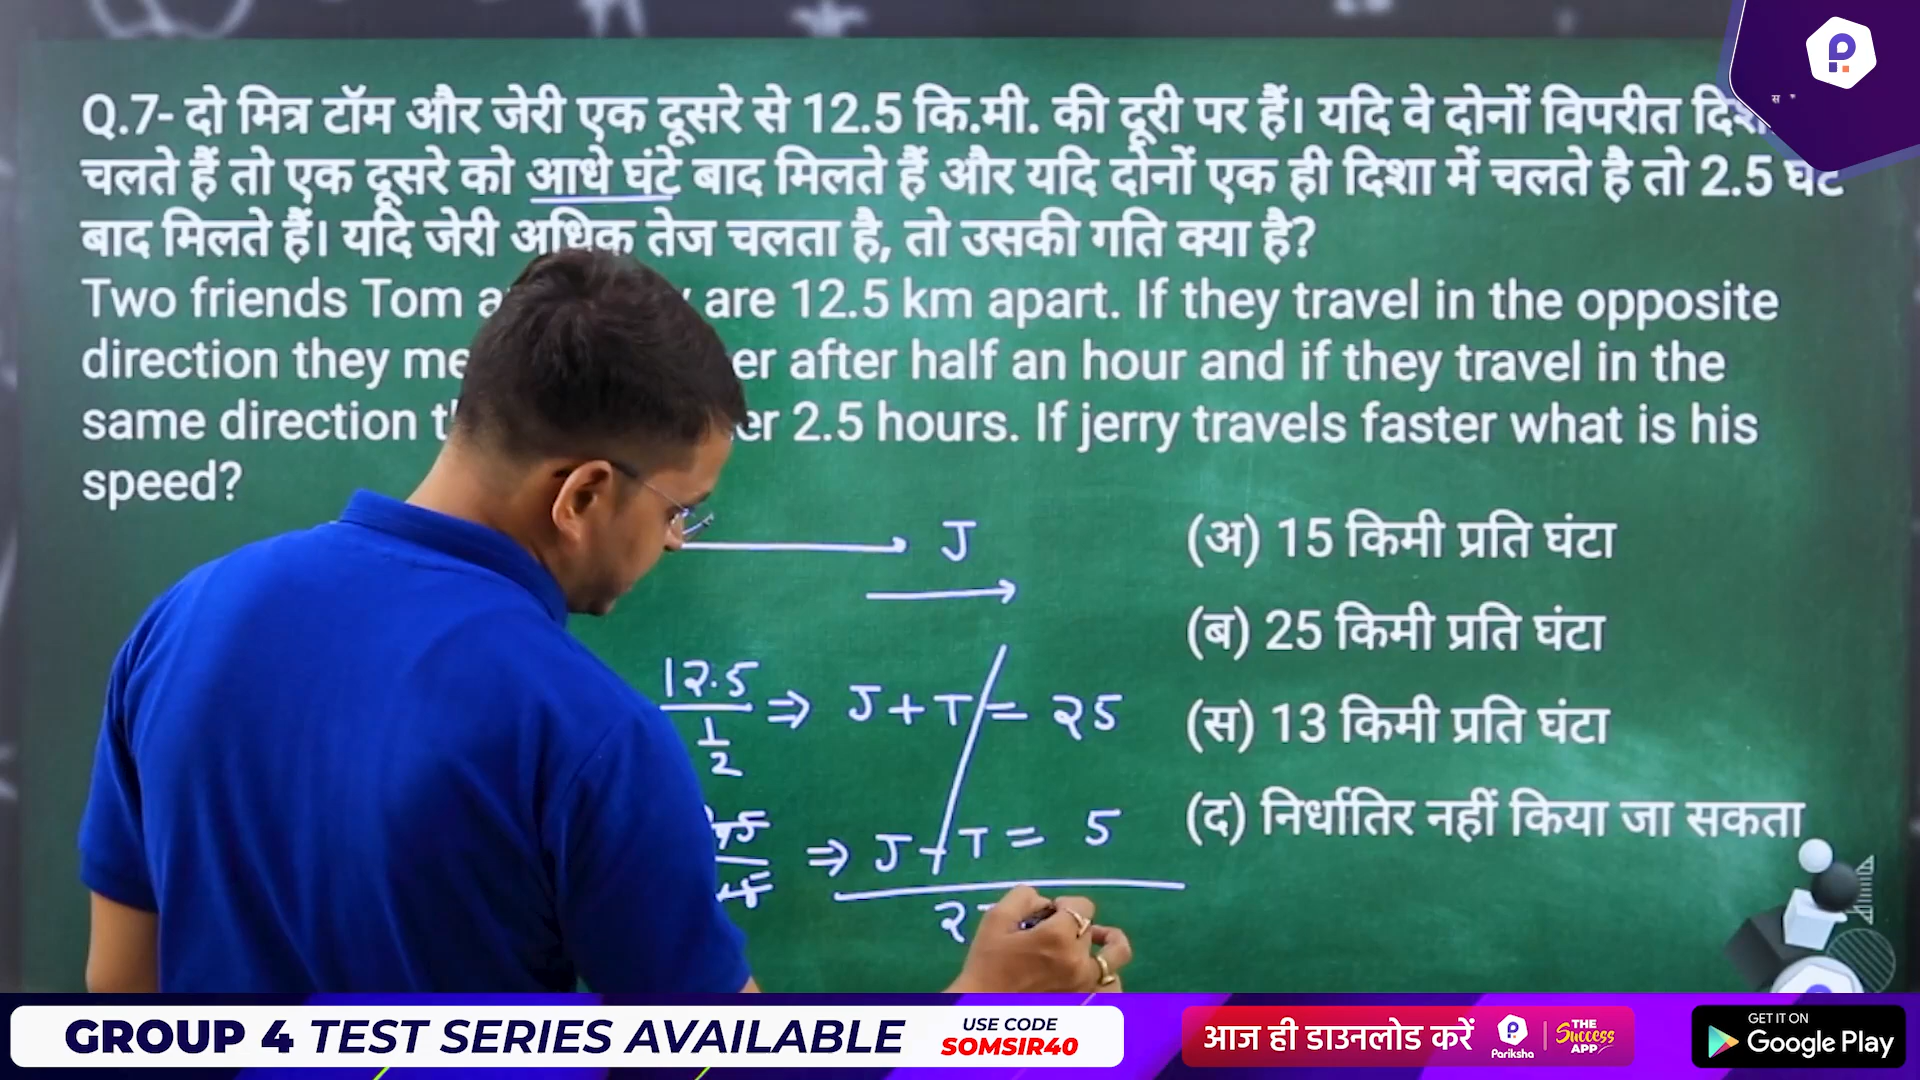 Q.7- दो मित्र टॉम और जेरी एक दूसरे से 12.5 कि.मी. की दूरी पर हैं। यदि वे दोनों विपरीत
चलते हैं तो एक दूसरे को आधे घंटे बाद मिलते हैं और यदि दोनों एक ही दिशा में चलते है तो 2.5 घंटे
बाद मिलते हैं। यदि जेरी अधिक तेज चलता है, तो उसकी गति क्या है?
Two friends Tom are 12.5 km apart. If they travel in the opposite
direction they after half an hour and if they travel in the
same direction 2.5 hours. If jerry travels faster what is his
speed?
J
(अ) 15 किमी प्रति घंटा
(ब) 25 किमी प्रति घंटा
12.5
1
2
⇒ J+T = 25
(स) 13 किमी प्रति घंटा
⇒ J-T = 5
(द) निर्धातिर नहीं किया जा सकता
2
GROUP 4 TEST SERIES AVAILABLE
USE CODE
SOMSIR40
आज ही डाउनलोड करें
Pariksha
THE
Success
APP
GET IT ON
Google Play